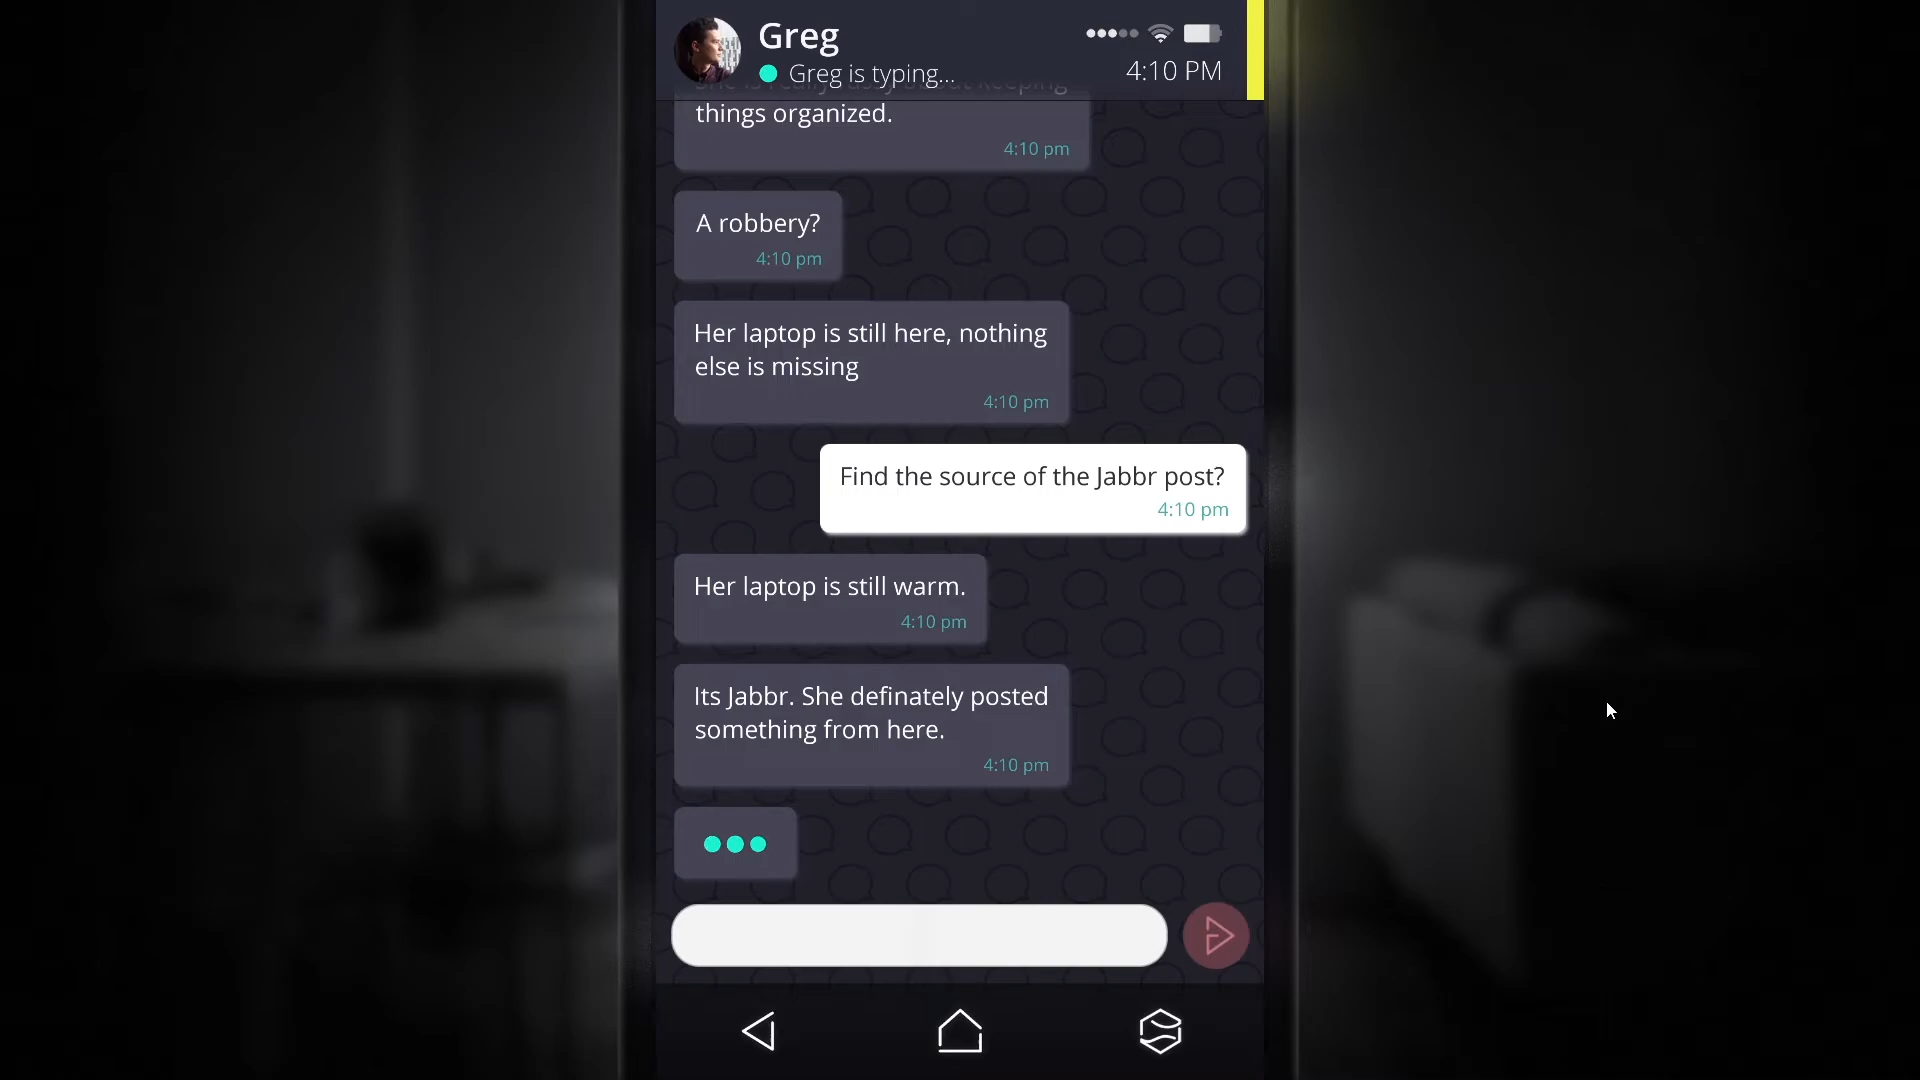 Greg
Greg is typing...
4:10 PM
things organized.
4:10 pm
A robbery?
4:10 pm
Her laptop is still here, nothing
else is missing
4:10 pm
Find the source of the Jabbr post?
4:10 pm
Her laptop is still warm.
4:10 pm
Its Jabbr. She definately posted
something from here.
4:10 pm